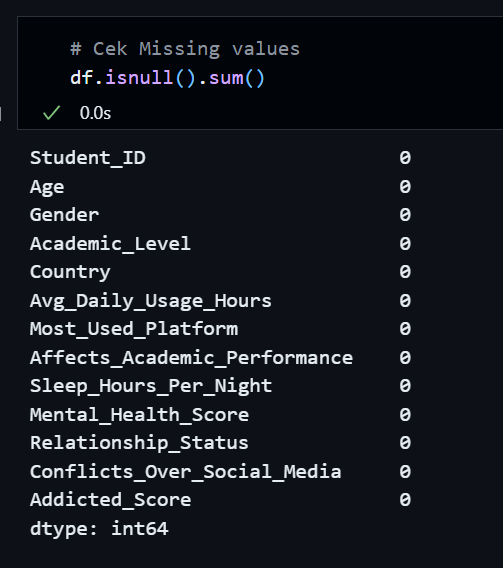 # Cek Missing values
df.isnull().sum()
0.0s
Student_ID 0
Age 0
Gender 0
Academic_Level 0
Country 0
Avg_Daily_Usage_Hours 0
Most_Used_Platform 0
Affects_Academic_Performance 0
Sleep_Hours_Per_Night 0
Mental_Health_Score 0
Relationship_Status 0
Conflicts_Over_Social_Media 0
Addicted_Score 0
dtype: int64